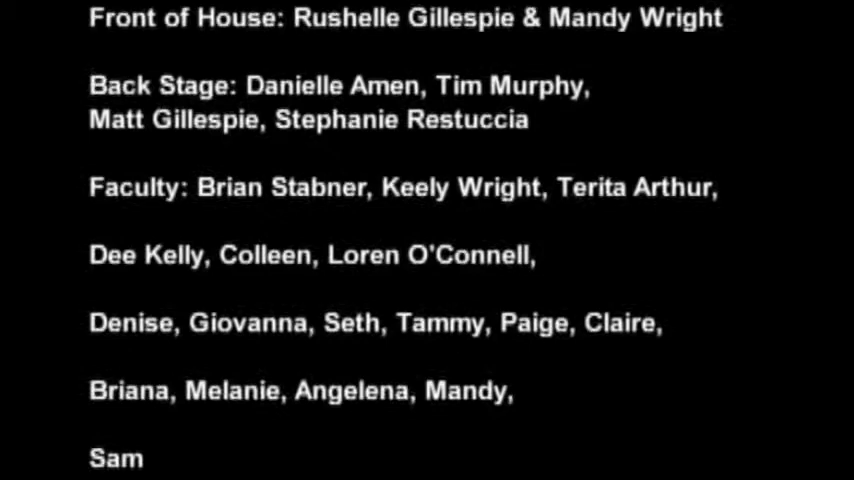 Front of House: Rushelle Gillespie & Mandy Wright
Back Stage: Danielle Amen, Tim Murphy,
Matt Gillespie, Stephanie Restuccia
Faculty: Brian Stabner, Keely Wright, Terita Arthur,
Dee Kelly, Colleen, Loren O'Connell,
Denise, Giovanna, Seth, Tammy, Paige, Claire,
Briana, Melanie, Angelena, Mandy,
Sam